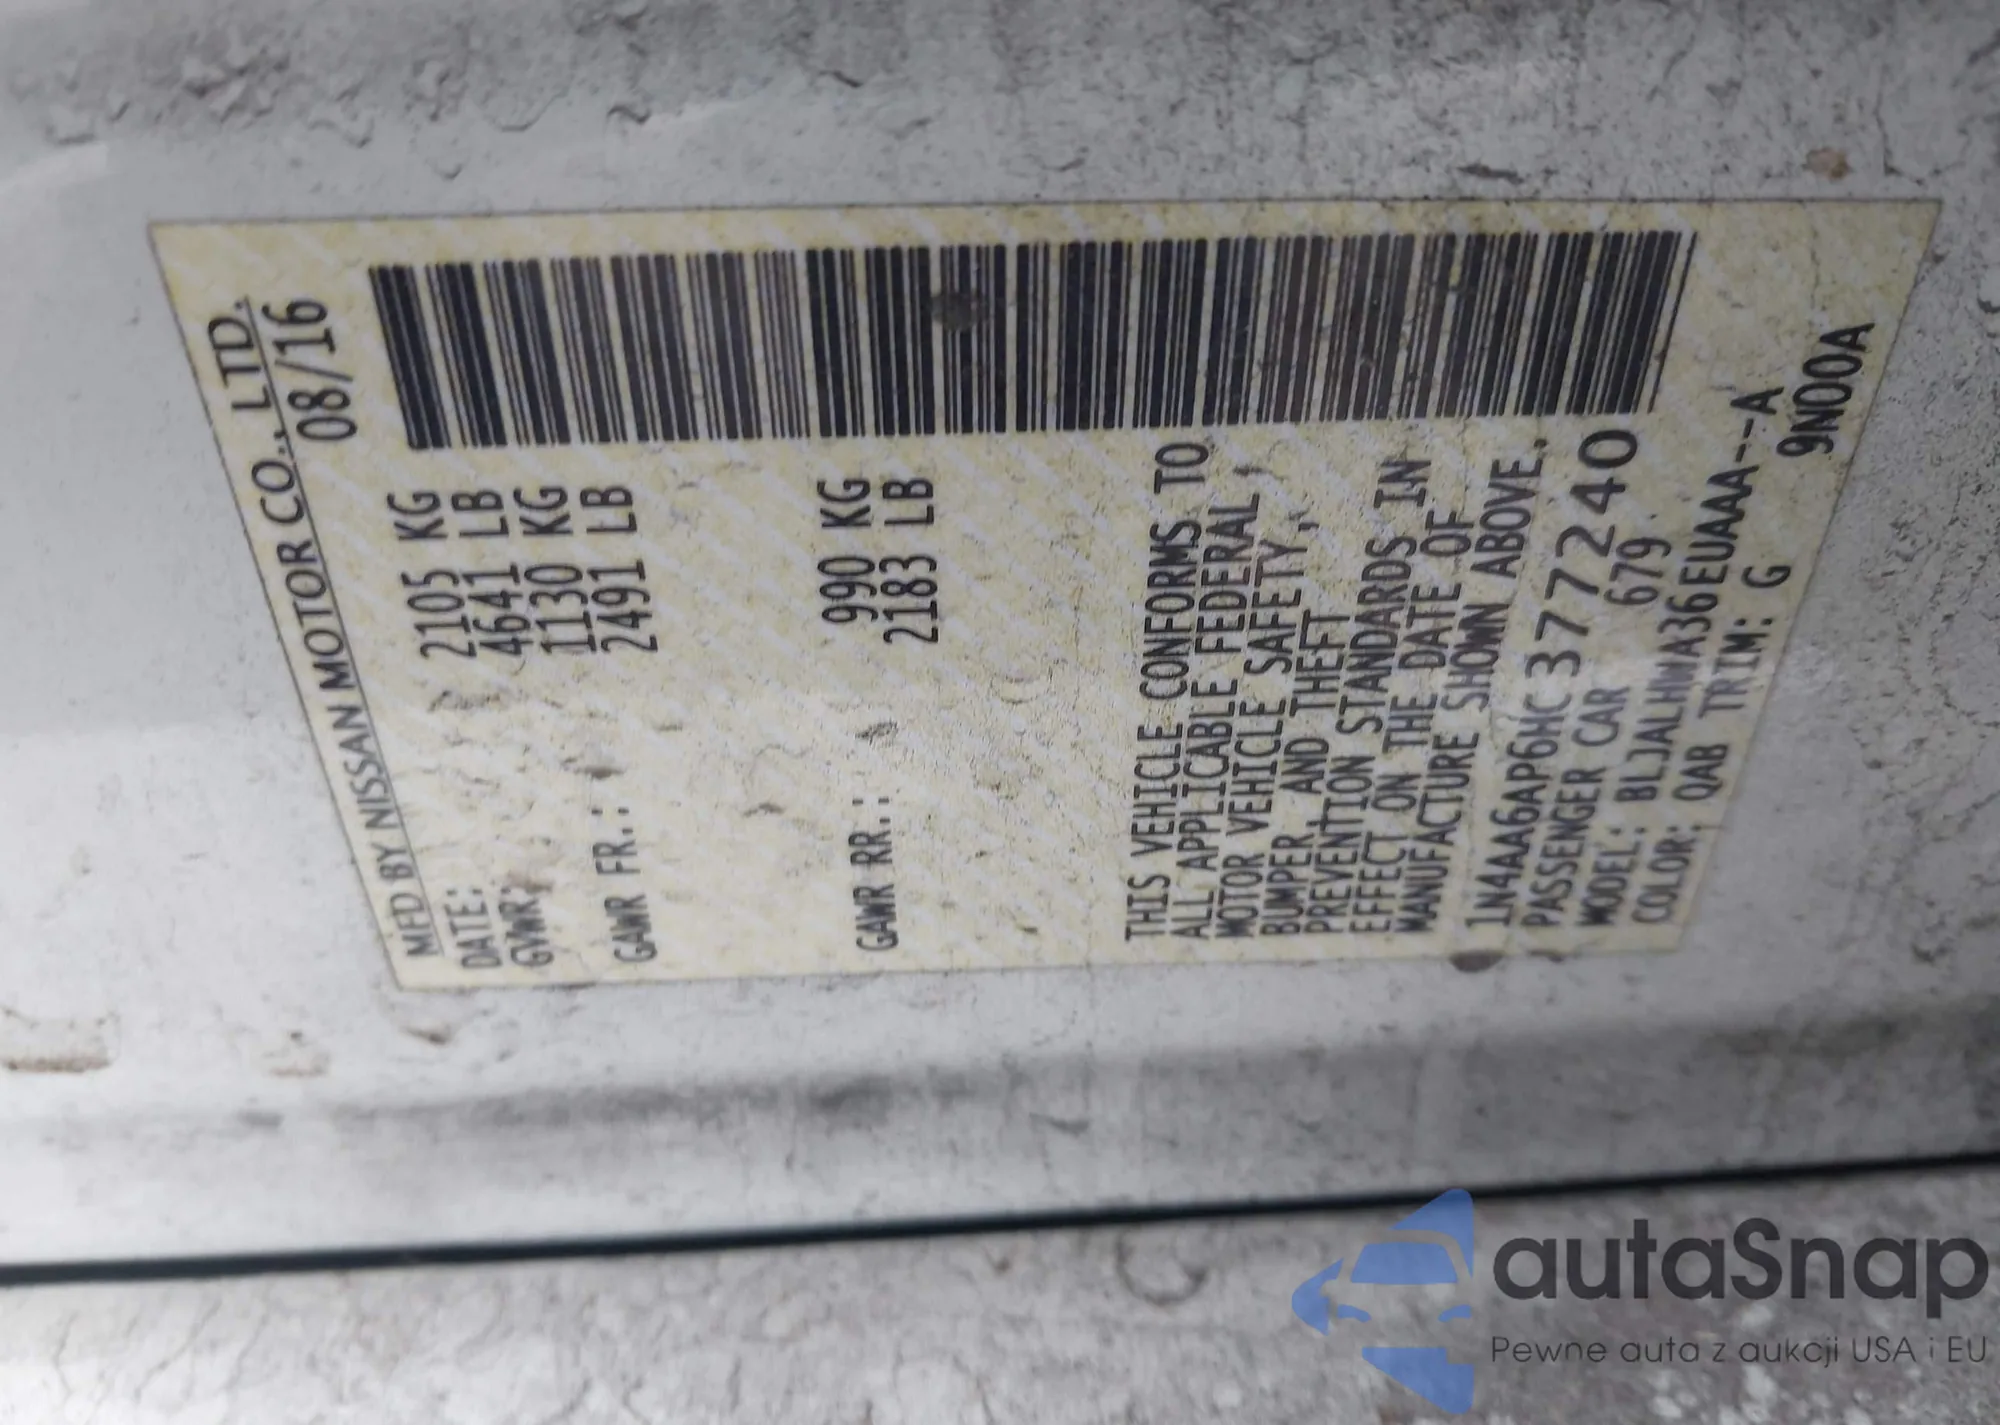 MFD BY NISSAN MOTOR CO., LTD.
DATE: 08/16
GVWR: 2105 KG
4641 LB
GAWR FR.: 1130 KG
2491 LB
GAWR RR.: 990 KG
2183 LB
THIS VEHICLE CONFORMS TO
ALL APPLICABLE FEDERAL
MOTOR VEHICLE SAFETY,
BUMPER, AND THEFT
PREVENTION STANDARDS IN
EFFECT ON THE DATE OF
MANUFACTURE SHOWN ABOVE.
1N4AA6AP6HC377240
PASSENGER CAR 679
MODEL: BLJALHWA36EUAAA--A
COLOR: QAB TRIM: G
9N00A
autaSnap
Pewne auta z aukcji USA i EU